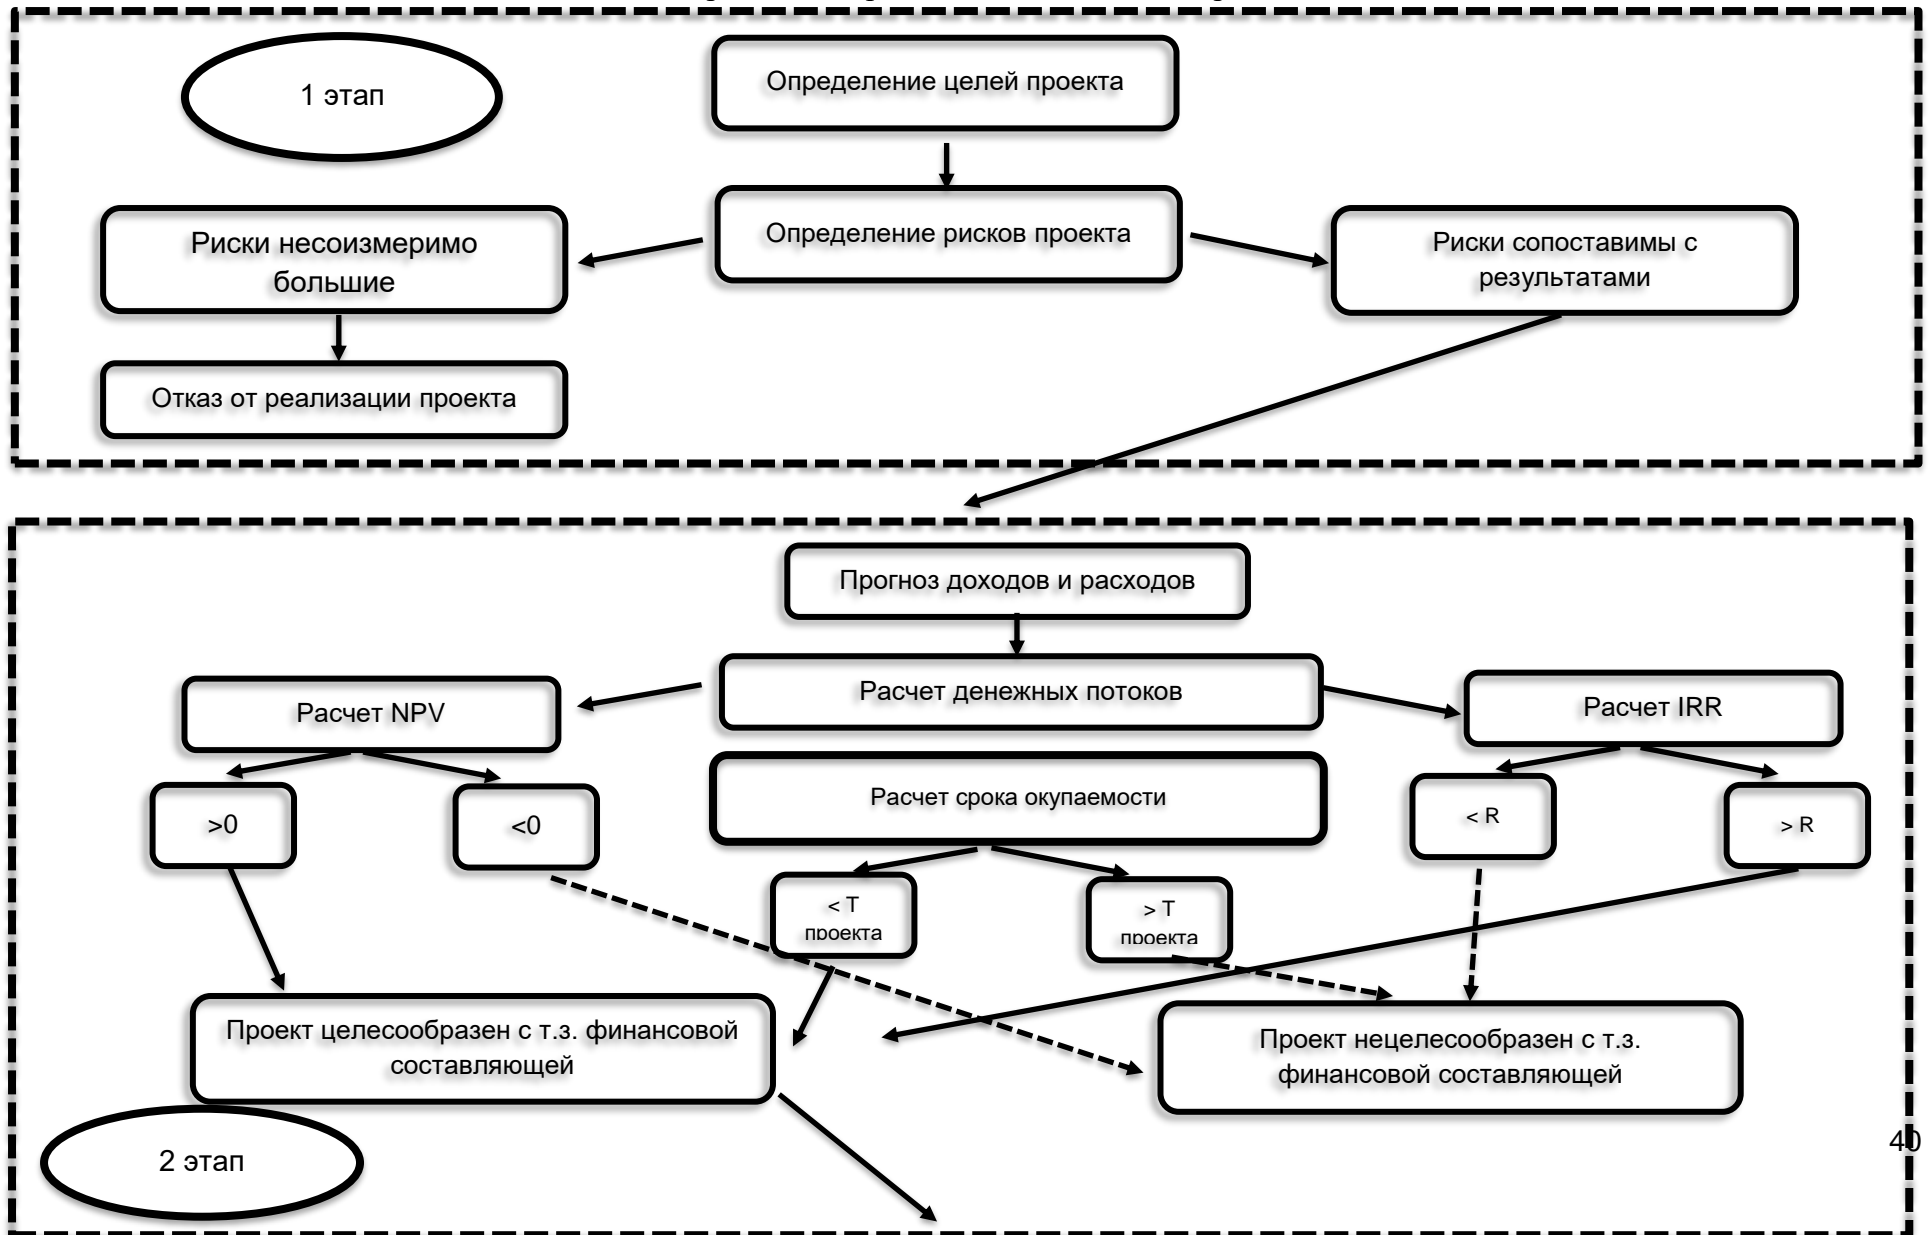 1 этап
Определение целей проекта
Определение рисков проекта
Риски несоизмеримо
большие
Риски сопоставимы с
результатами
Отказ от реализации проекта
Прогноз доходов и расходов
Расчет денежных потоков
Расчет NPV
Расчет IRR
>0
<0
Расчет срока окупаемости
< R
> R
< T
проекта
> T
проекта
Проект целесообразен с т.з. финансовой
составляющей
Проект нецелесообразен с т.з.
финансовой составляющей
2 этап
40